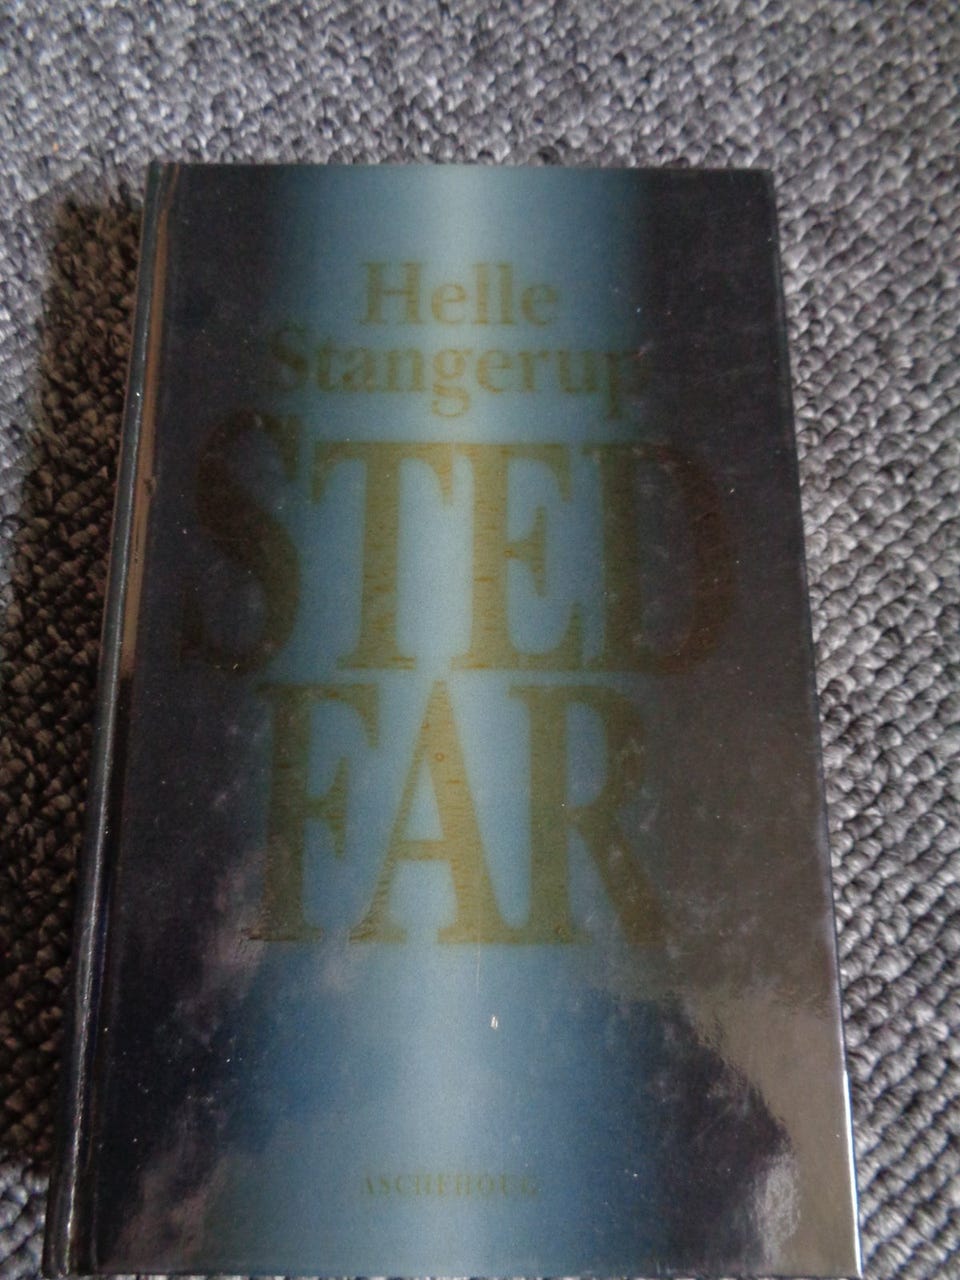 Helle
Stangerup
STED
FAR
ASCHEHOUG